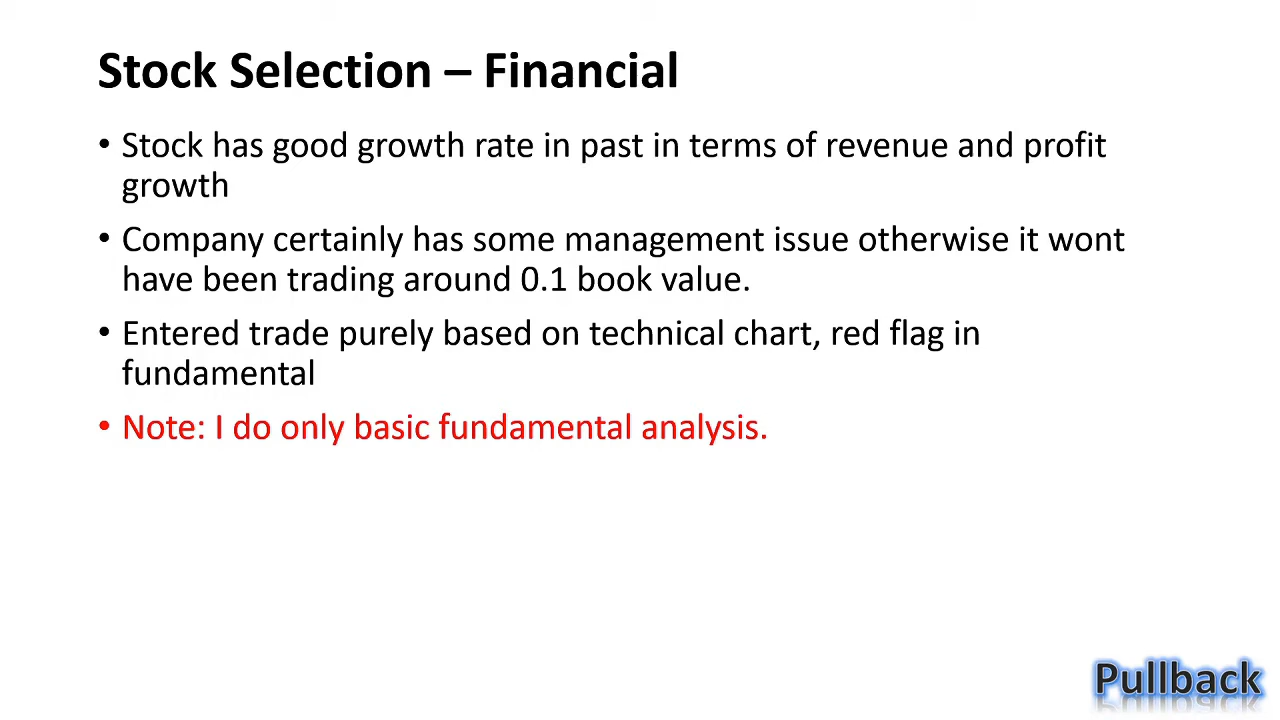 Stock Selection – Financial
• Stock has good growth rate in past in terms of revenue and profit
growth
• Company certainly has some management issue otherwise it wont
have been trading around 0.1 book value.
• Entered trade purely based on technical chart, red flag in
fundamental
• Note: I do only basic fundamental analysis.
Pullback